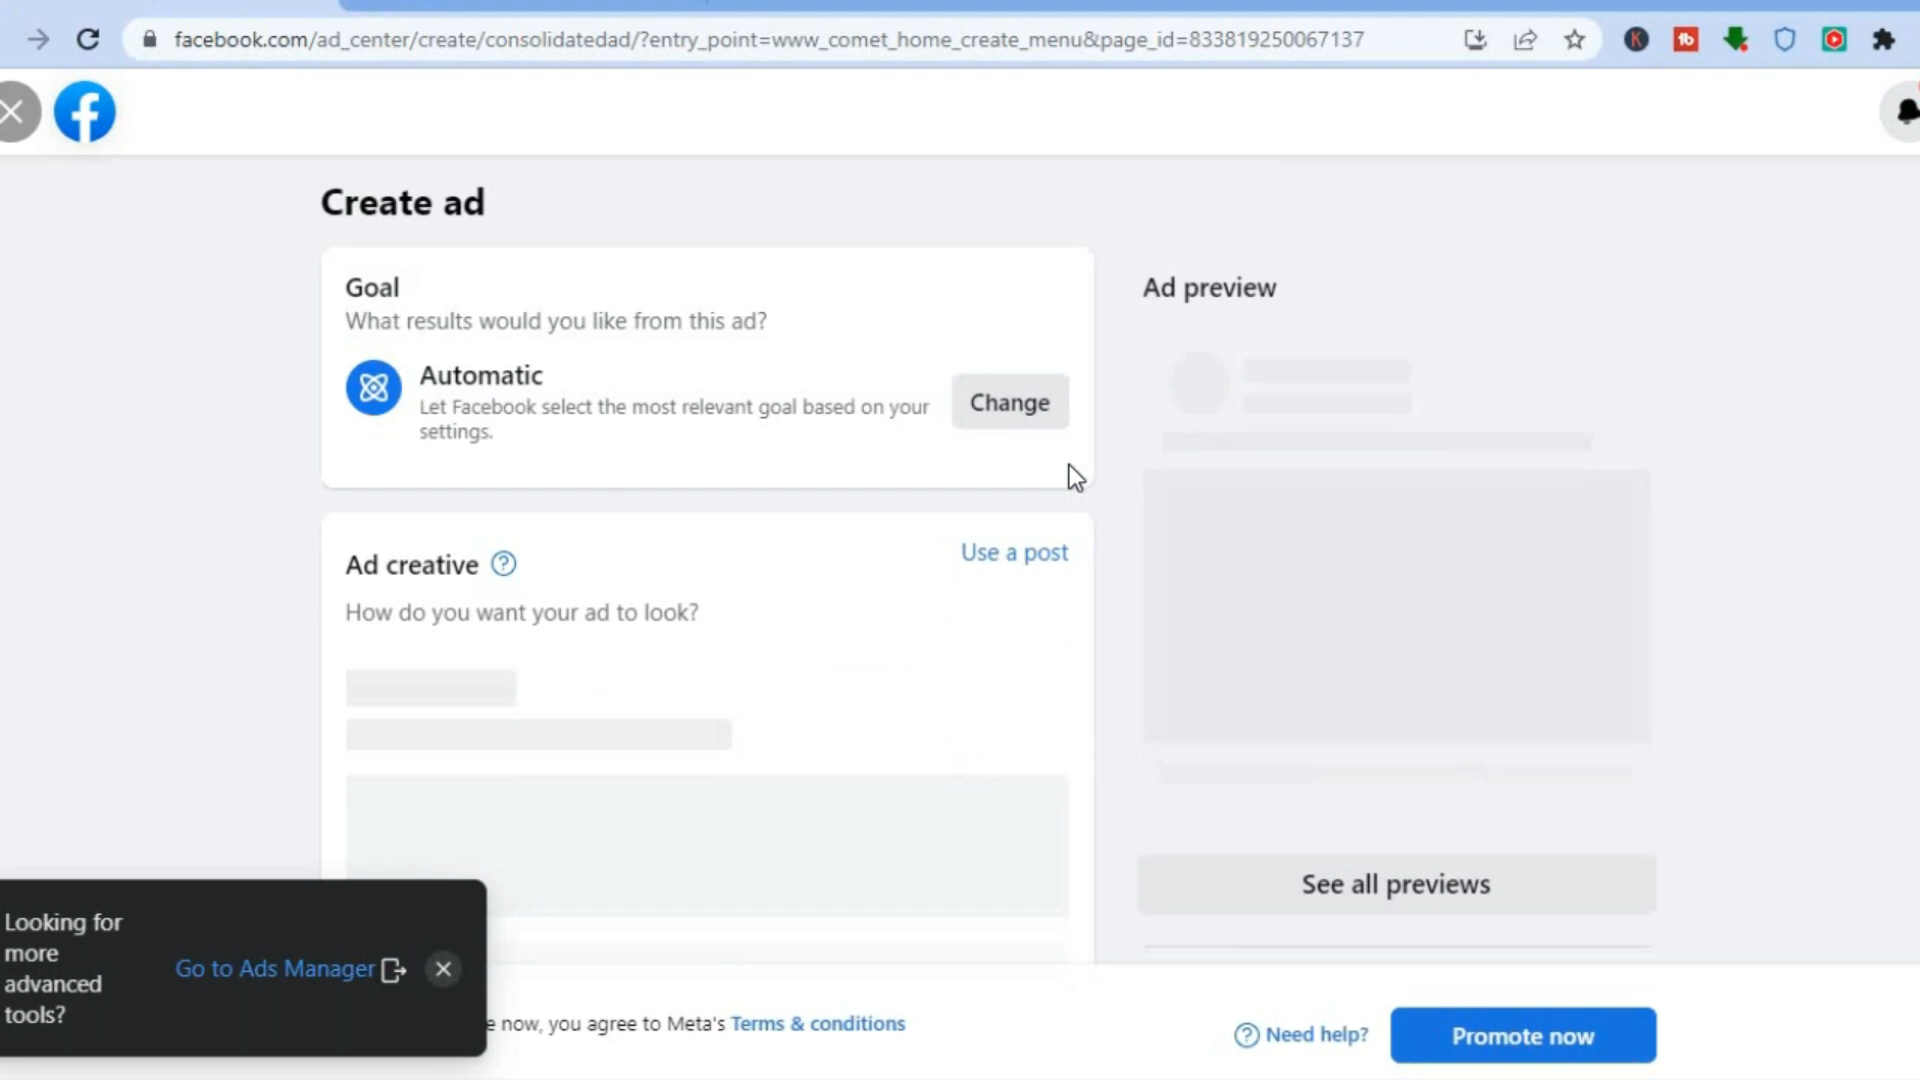 facebook.com/ad_center/create/consolidatedad/?entry_point=www_comet_home_create_menu&page_id=833819250067137
Create ad
Goal
What results would you like from this ad?
Automatic
Let Facebook select the most relevant goal based on your
settings.
Change
Ad preview
Ad creative
Use a post
How do you want your ad to look?
See all previews
Looking for
more
advanced
tools?
Go to Ads Manager
e now, you agree to Meta's Terms & conditions
Need help?
Promote now